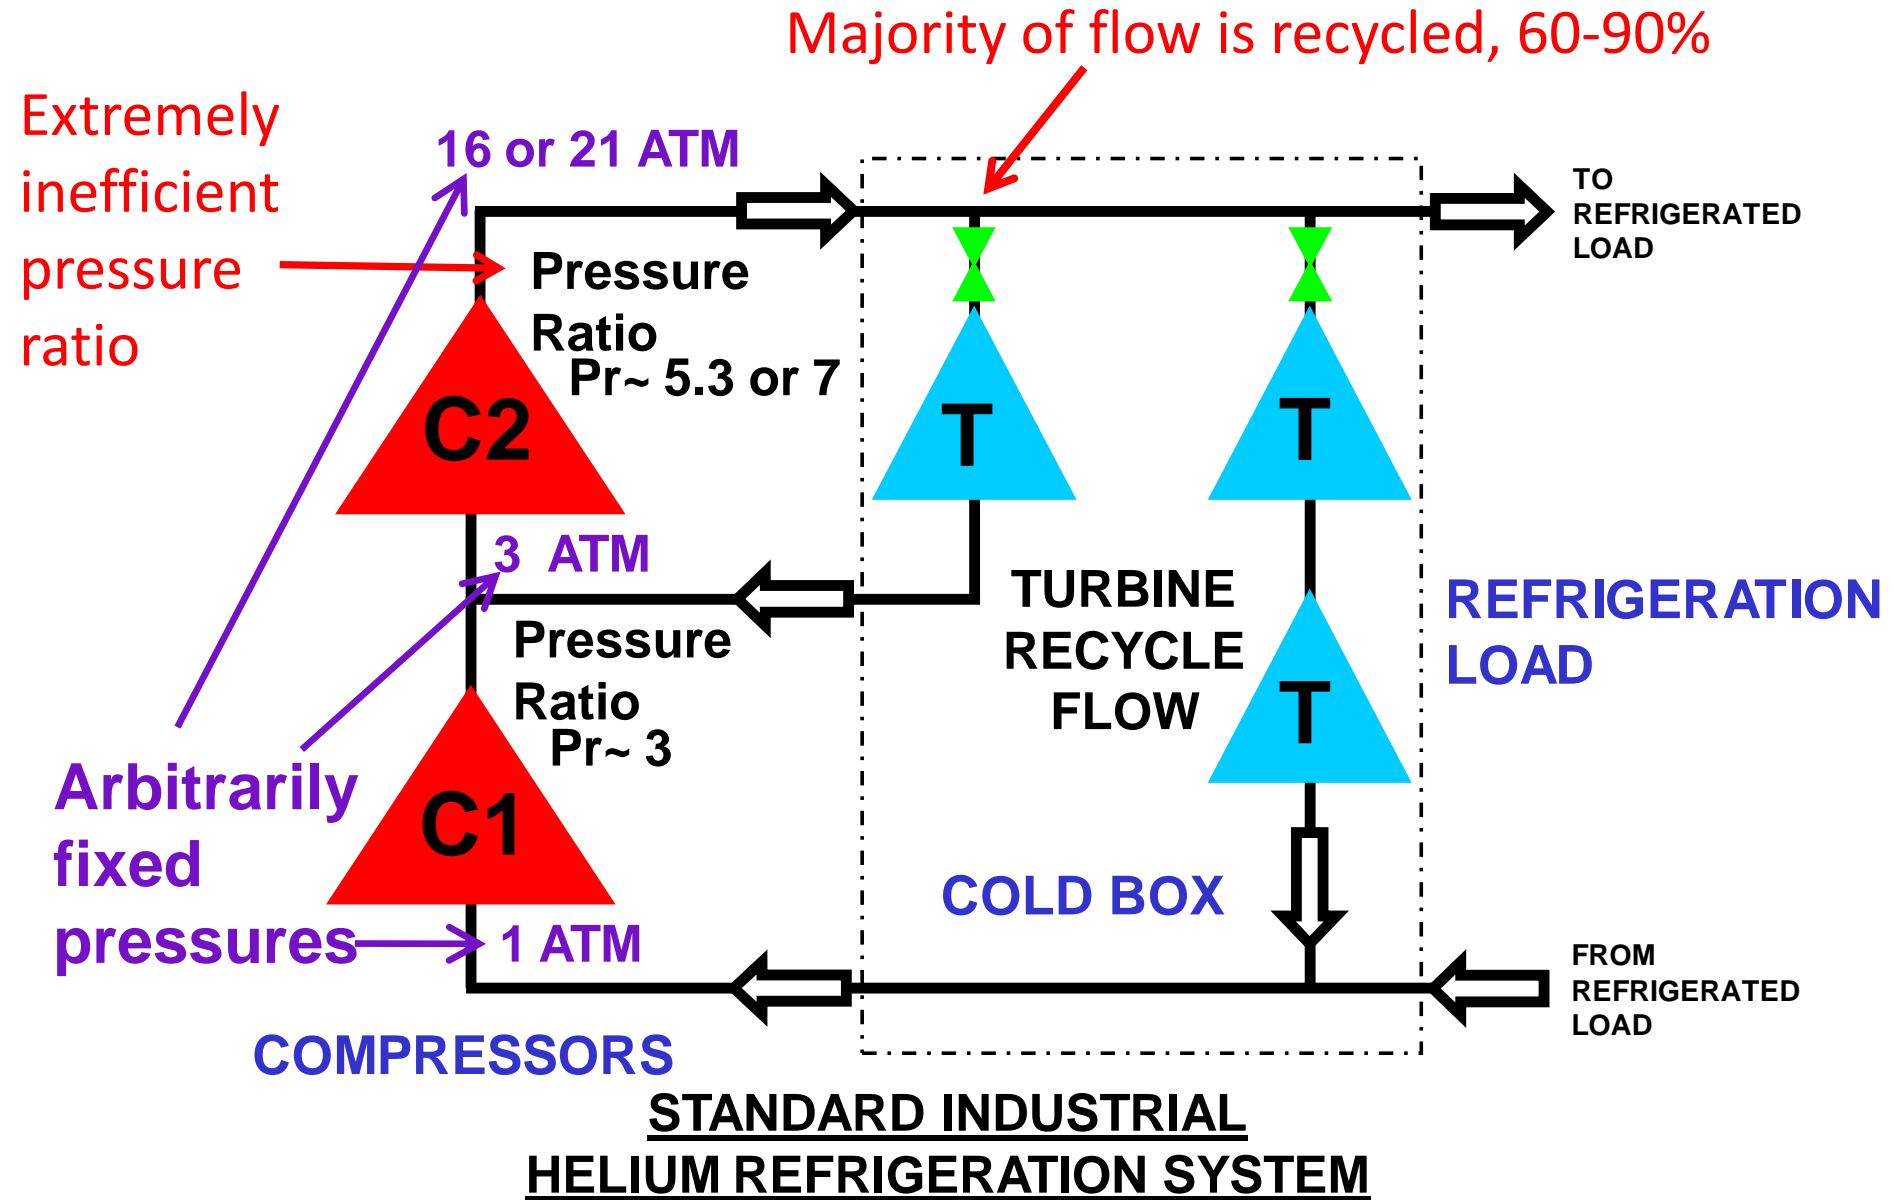 Majority of flow is recycled, 60-90%
Extremely
inefficient
pressure
ratio
16 or 21 ATM
TO
REFRIGERATED
LOAD
Pressure
Ratio
Pr~ 5.3 or 7
C2
T
T
3 ATM
TURBINE
RECYCLE
FLOW
REFRIGERATION
LOAD
Pressure
Ratio
Pr~ 3
T
Arbitrarily
fixed
pressures
C1
1 ATM
COLD BOX
FROM
REFRIGERATED
LOAD
COMPRESSORS
STANDARD INDUSTRIAL
HELIUM REFRIGERATION SYSTEM